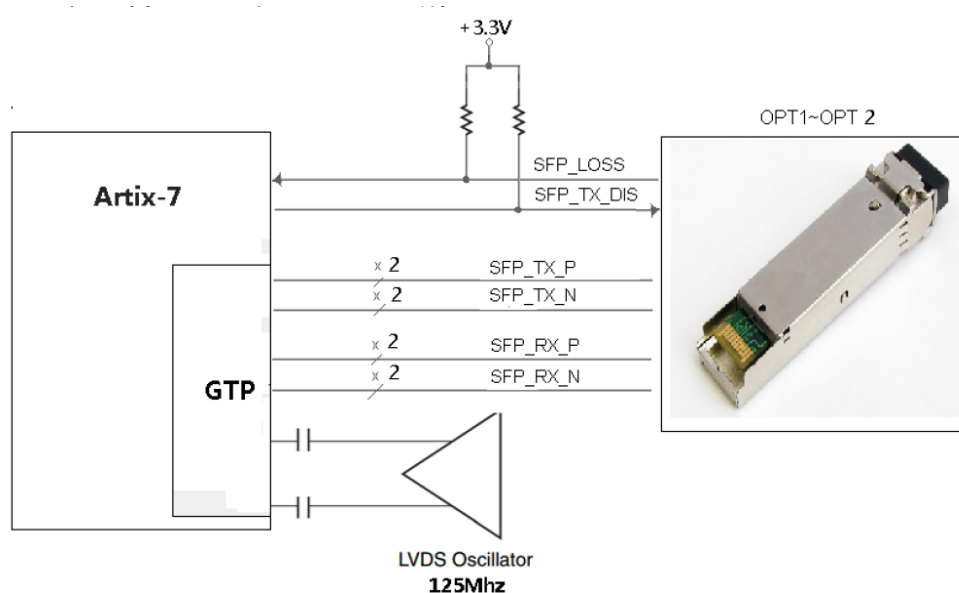 +3.3V
OPT1~OPT 2
SFP_LOSS
Artix-7
SFP_TX_DIS
x 2 SFP_TX_P
x 2 SFP_TX_N
x 2 SFP_RX_P
x 2 SFP_RX_N
GTP
LVDS Oscillator
125Mhz